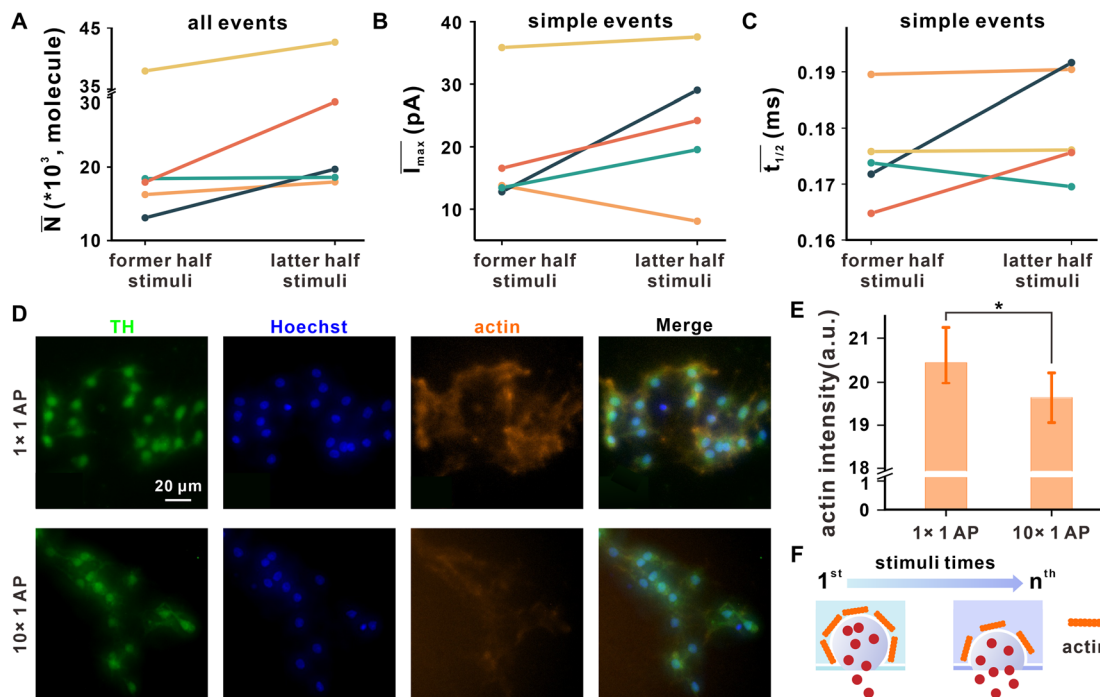 A
all events
N (*10³, molecule)
45
35
30
20
10
former half
stimuli
latter half
stimuli
B
simple events
Imax (pA)
40
30
20
10
former half
stimuli
latter half
stimuli
C
simple events
t1/2 (ms)
0.19
0.18
0.17
0.16
former half
stimuli
latter half
stimuli
D
TH
Hoechst
actin
Merge
1× 1 AP
20 μm
10× 1 AP
E
*
actin intensity(a.u.)
21
20
19
18
1
0
1× 1 AP
10× 1 AP
F
stimuli times
1st
nth
actin